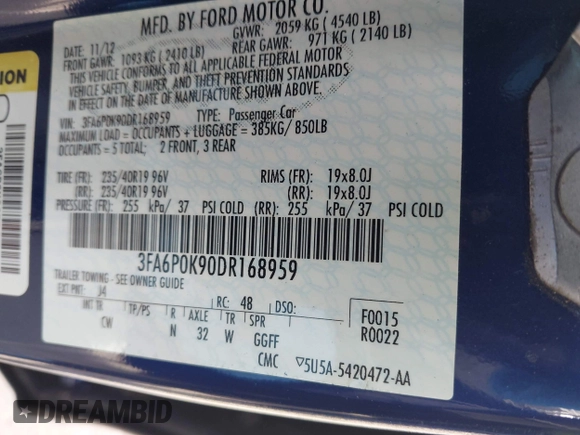 MFD. BY FORD MOTOR CO.
DATE: 11/12 GVWR: 2059 KG ( 4540 LB)
FRONT GAWR: 1093 KG ( 2410 LB) REAR GAWR: 971 KG ( 2140 LB)
THIS VEHICLE CONFORMS TO ALL APPLICABLE FEDERAL MOTOR
VEHICLE SAFETY, BUMPER, AND THEFT PREVENTION STANDARDS
IN EFFECT ON THE DATE OF MANUFACTURE SHOWN ABOVE.
VIN: 3FA6P0K90DR168959 TYPE: Passenger Car
MAXIMUM LOAD = OCCUPANTS + LUGGAGE = 385KG/ 850LB
OCCUPANTS = 5 TOTAL: 2 FRONT, 3 REAR
TIRE (FR): 235/40R19 96V RIMS (FR): 19x8.0J
(RR): 235/40R19 96V (RR): 19x8.0J
PRESSURE (FR): 255 kPa/ 37 PSI COLD (RR): 255 kPa/ 37 PSI COLD
3FA6P0K90DR168959
TRAILER TOWING - SEE OWNER GUIDE
EXT PNT: J4 RC: 48 DSO:
F0015
R0022
INT TR TP/PS R AXLE TR SPR
CW N 32 W GGFF
CMC ▽5U5A-5420472-AA
DREAMBID